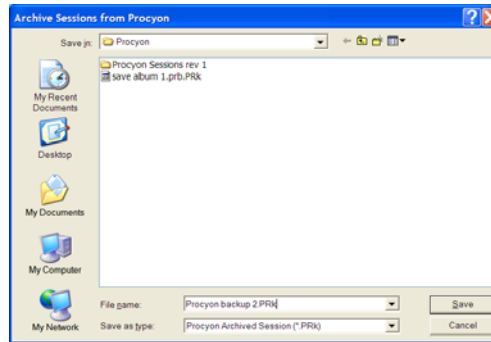 Archive Sessions from Procyon
Save in: Procyon
Procyon Sessions rev 1
save album 1.prb.PRk
My Recent
Documents
Desktop
My Documents
My Computer
My Network
File name: Procyon backup 2.PRk Save
Save as type: Procyon Archived Session (*.PRk) Cancel